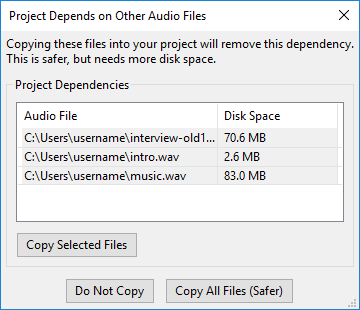 Project Depends on Other Audio Files
Copying these files into your project will remove this dependency.
This is safer, but needs more disk space.
Project Dependencies
Audio File Disk Space
C:\Users\username\interview-old1... 70.6 MB
C:\Users\username\intro.wav 2.6 MB
C:\Users\username\music.wav 83.0 MB
Copy Selected Files
Do Not Copy Copy All Files (Safer)